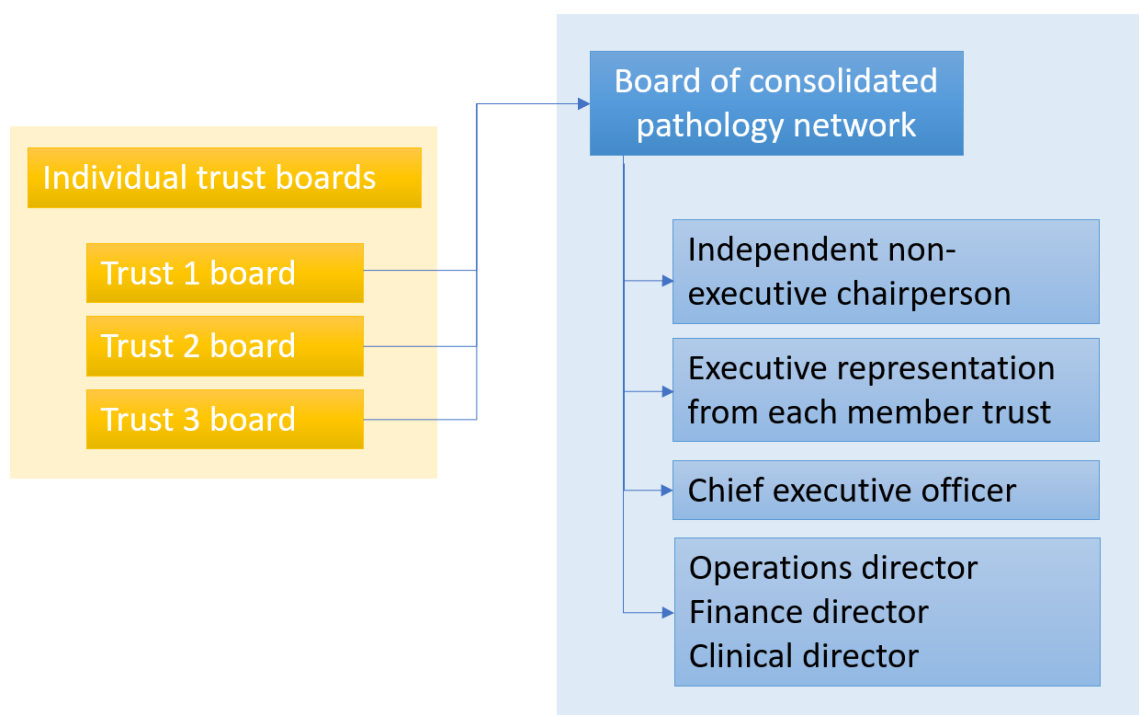 Individual trust boards
Trust 1 board
Trust 2 board
Trust 3 board
Board of consolidated
pathology network
Independent non-
executive chairperson
Executive representation
from each member trust
Chief executive officer
Operations director
Finance director
Clinical director